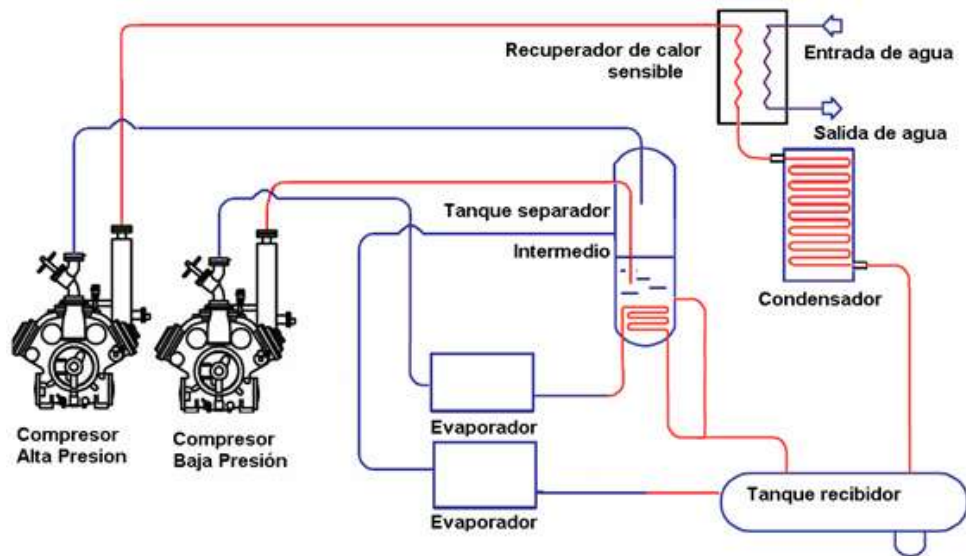 Recuperador de calor
sensible
Entrada de agua
Salida de agua
Tanque separador
Intermedio
Condensador
Compresor
Alta Presion
Compresor
Baja Presión
Evaporador
Evaporador
Tanque recibidor